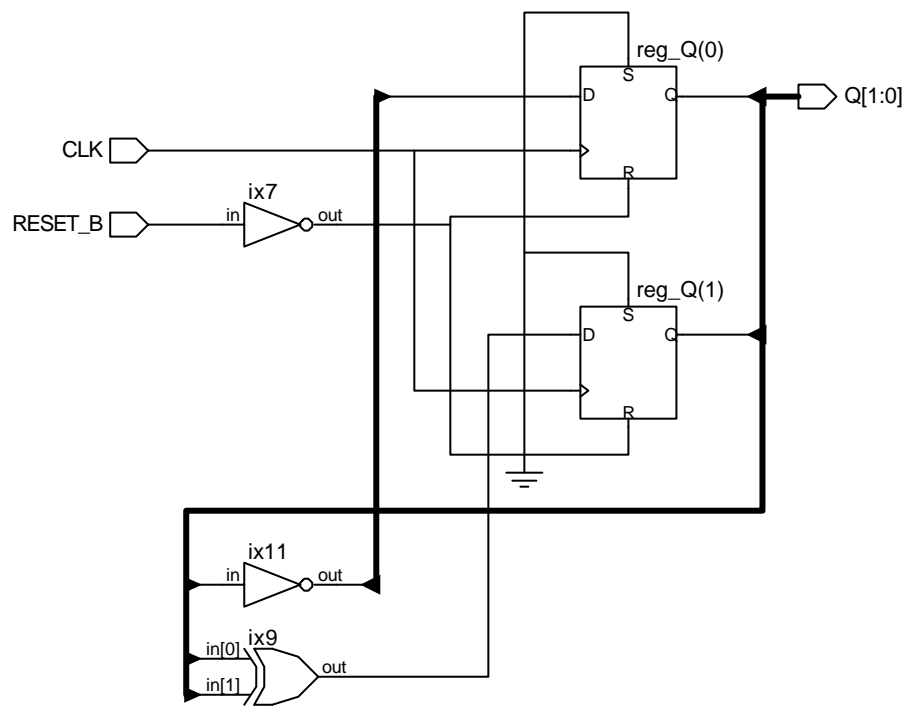 reg_Q(0)
S
D
Q
Q[1:0]
CLK
R
ix7
RESET_B
in
out
reg_Q(1)
S
D
Q
R
ix11
in
out
ix9
in[0]
out
in[1]